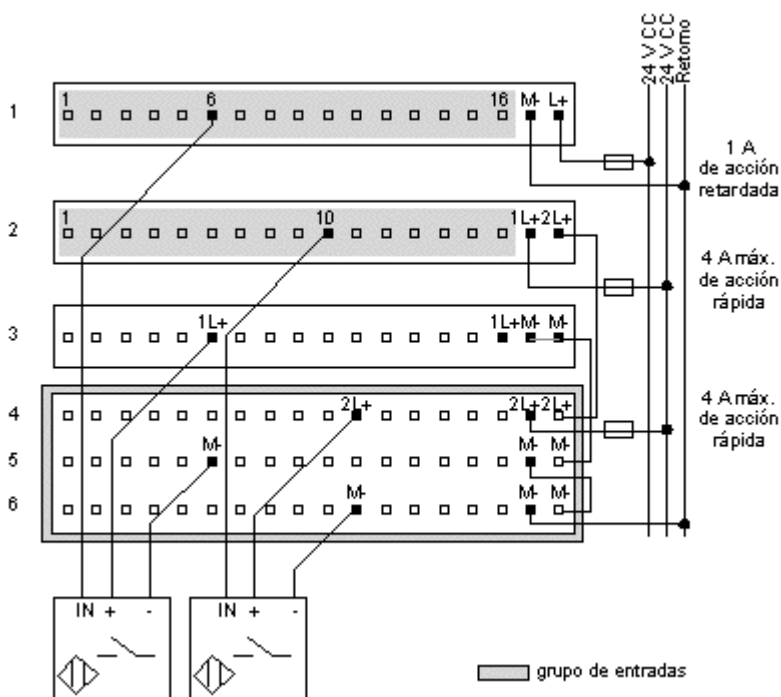 24 V CC
24 V CC
Retorno
1
1 6 16 M- L+
1 A
de acción
retardada
2
1 10 1L+ 2L+
4 A máx.
de acción
rápida
3
1L+ 1L+ M- M-
4
2L+ 2L+ 2L+
4 A máx.
de acción
rápida
5
M- M- M-
6
M- M- M-
IN + -
IN + -
grupo de entradas